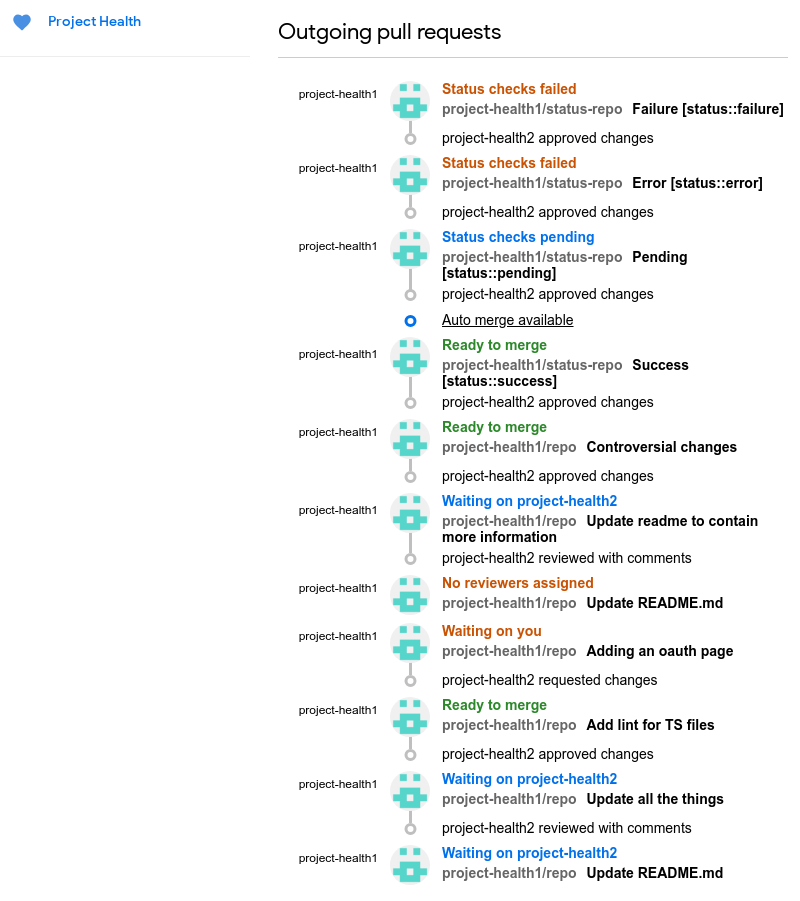 Project Health
Outgoing pull requests
project-health1
Status checks failed
project-health1/status-repo Failure [status::failure]
project-health2 approved changes
project-health1
Status checks failed
project-health1/status-repo Error [status::error]
project-health2 approved changes
project-health1
Status checks pending
project-health1/status-repo Pending
[status::pending]
project-health2 approved changes
Auto merge available
project-health1
Ready to merge
project-health1/status-repo Success
[status::success]
project-health2 approved changes
project-health1
Ready to merge
project-health1/repo Controversial changes
project-health2 approved changes
project-health1
Waiting on project-health2
project-health1/repo Update readme to contain
more information
project-health2 reviewed with comments
project-health1
No reviewers assigned
project-health1/repo Update README.md
project-health1
Waiting on you
project-health1/repo Adding an oauth page
project-health2 requested changes
project-health1
Ready to merge
project-health1/repo Add lint for TS files
project-health2 approved changes
project-health1
Waiting on project-health2
project-health1/repo Update all the things
project-health2 reviewed with comments
project-health1
Waiting on project-health2
project-health1/repo Update README.md